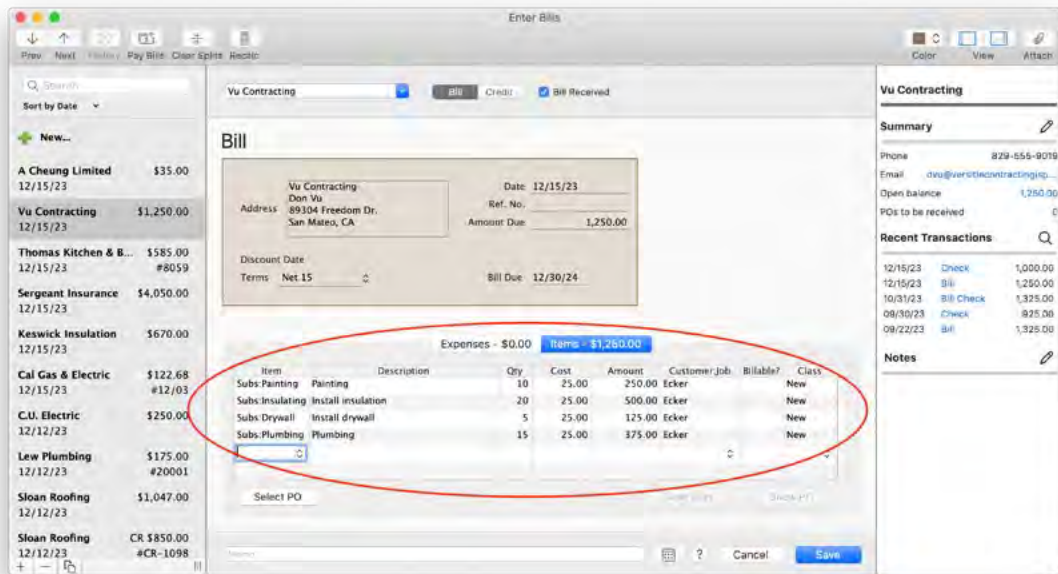 Enter Bills
Prev Next History Pay Bills Clear Splits Recalc
Color View Attach
Search
Sort by Date
New...
A Cheung Limited $35.00
12/15/23
Vu Contracting $1,250.00
12/15/23
Thomas Kitchen & B... $585.00
12/15/23 #8059
Sergeant Insurance $4,050.00
12/15/23
Keswick Insulation $670.00
12/15/23
Cal Gas & Electric $122.68
12/15/23 #12/03
C.U. Electric $250.00
12/12/23
Lew Plumbing $175.00
12/12/23 #20001
Sloan Roofing $1,047.00
12/12/23
Sloan Roofing CR $850.00
12/12/23 #CR-1098
Vu Contracting Bill Credit Bill Received
Bill
Address
Vu Contracting
Don Vu
89304 Freedom Dr.
San Mateo, CA
Date 12/15/23
Ref. No.
Amount Due 1,250.00
Discount Date
Terms Net 15 Bill Due 12/30/24
Expenses - $0.00 Items - $1,250.00
Item Description Qty Cost Amount Customer:Job Billable? Class
Subs:Painting Painting 10 25.00 250.00 Ecker New
Subs:Insulating Install insulation 20 25.00 500.00 Ecker New
Subs:Drywall Install drywall 5 25.00 125.00 Ecker New
Subs:Plumbing Plumbing 15 25.00 375.00 Ecker New
Select PO Show PO
Memo
? Cancel Save
Vu Contracting
Summary
Phone 829-555-9019
Email
Open balance 1,250.00
POs to be received 0
Recent Transactions
12/15/23 Check 1,000.00
12/15/23 Bill 1,250.00
10/31/23 Bill Check 1,325.00
09/30/23 Check 925.00
09/22/23 Bill 1,325.00
Notes